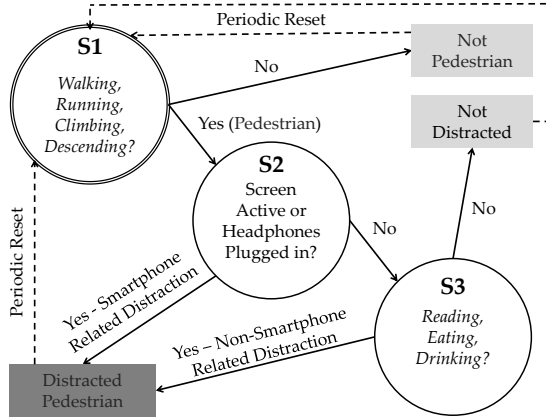 Periodic Reset
S1
Walking,
Running,
Climbing,
Descending?
No
Not
Pedestrian
Not
Distracted
Yes (Pedestrian)
S2
Screen
Active or
Headphones
Plugged in?
No
No
Periodic Reset
Yes - Smartphone
Related Distraction
S3
Reading,
Eating,
Drinking?
Yes – Non-Smartphone
Related Distraction
Distracted
Pedestrian